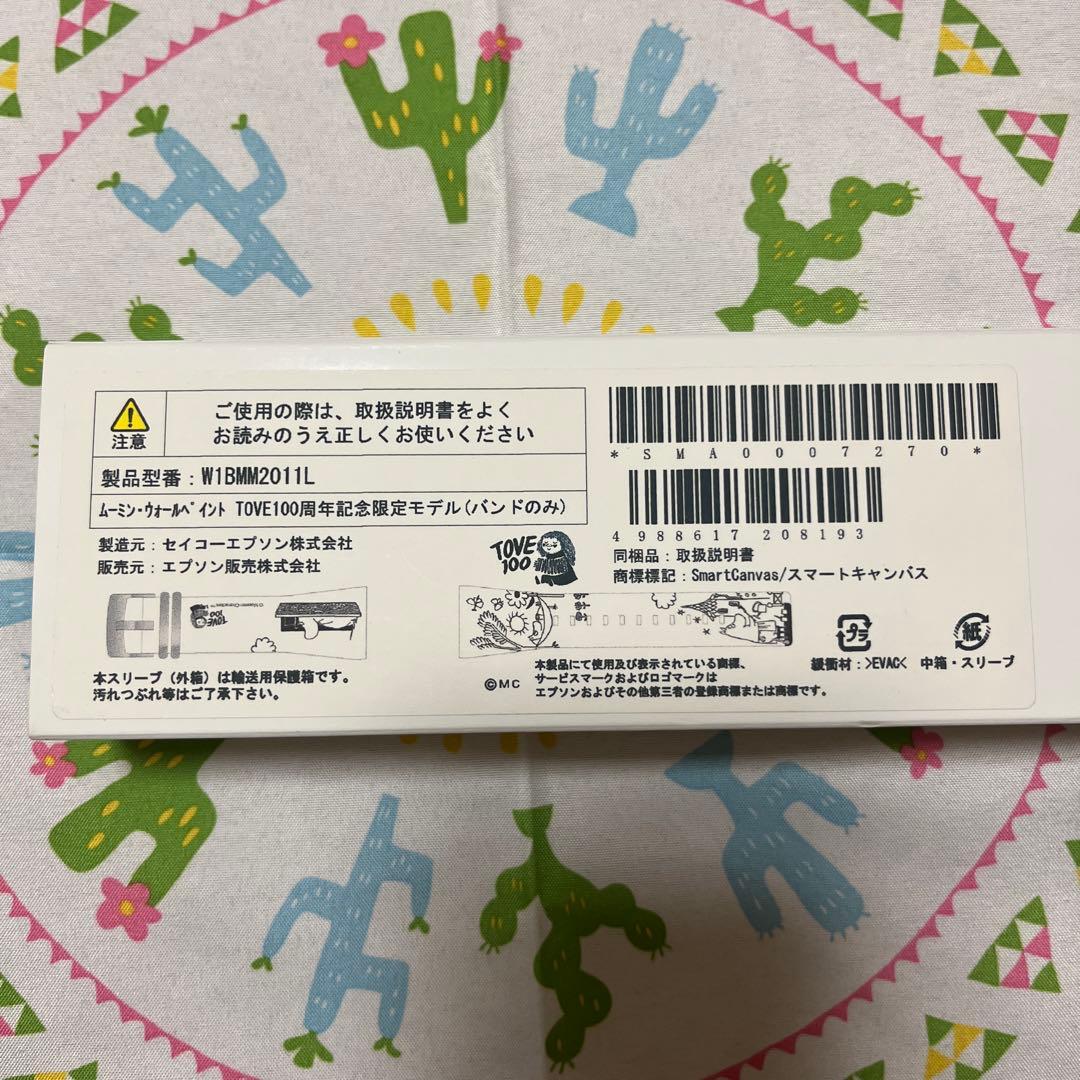 注意
ご使用の際は、取扱説明書をよく
お読みのうえ正しくお使いください
製品型番：W1BMM2011L
ﾑｰﾐﾝ・ｳｫｰﾙﾍﾟｲﾝﾄ TOVE100周年記念限定モデル(バンドのみ)
製造元：セイコーエプソン株式会社
販売元：エプソン販売株式会社
TOVE
100
*SMA0007270*
4988617208193
同梱品：取扱説明書
商標標記：SmartCanvas/スマートキャンバス
TOVE
100
本スリーブ（外箱）は輸送用保護箱です。
汚れつぶれ等はご了承下さい。
©MC
本製品にて使用及び表示されている商標、
サービスマークおよびロゴマークは
エプソンおよびその他第三者の登録商標または商標です。
プラ
緩衝材：>EVAC<
紙
中箱・スリーブ